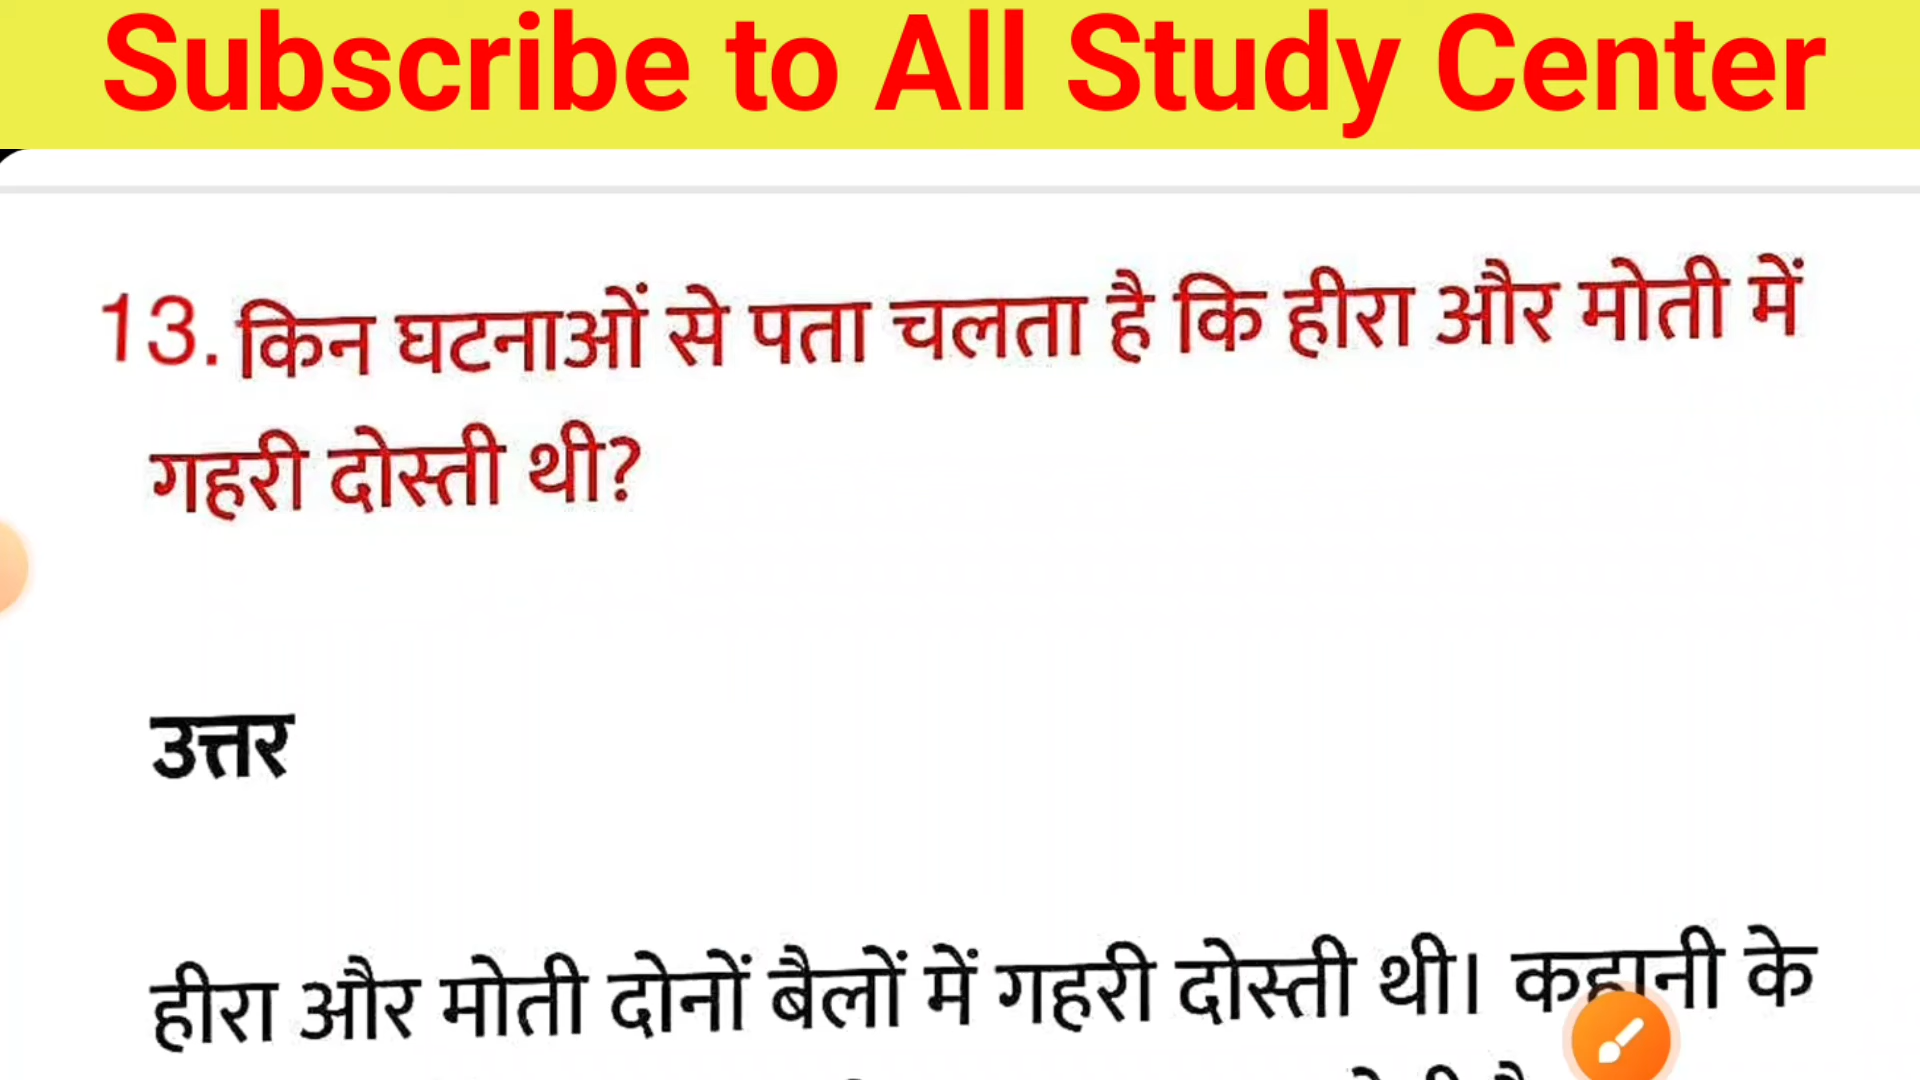 Subscribe to All Study Center
13. किन घटनाओं से पता चलता है कि हीरा और मोती में
गहरी दोस्ती थी?
उत्तर
हीरा और मोती दोनों बैलों में गहरी दोस्ती थी। कहानी के